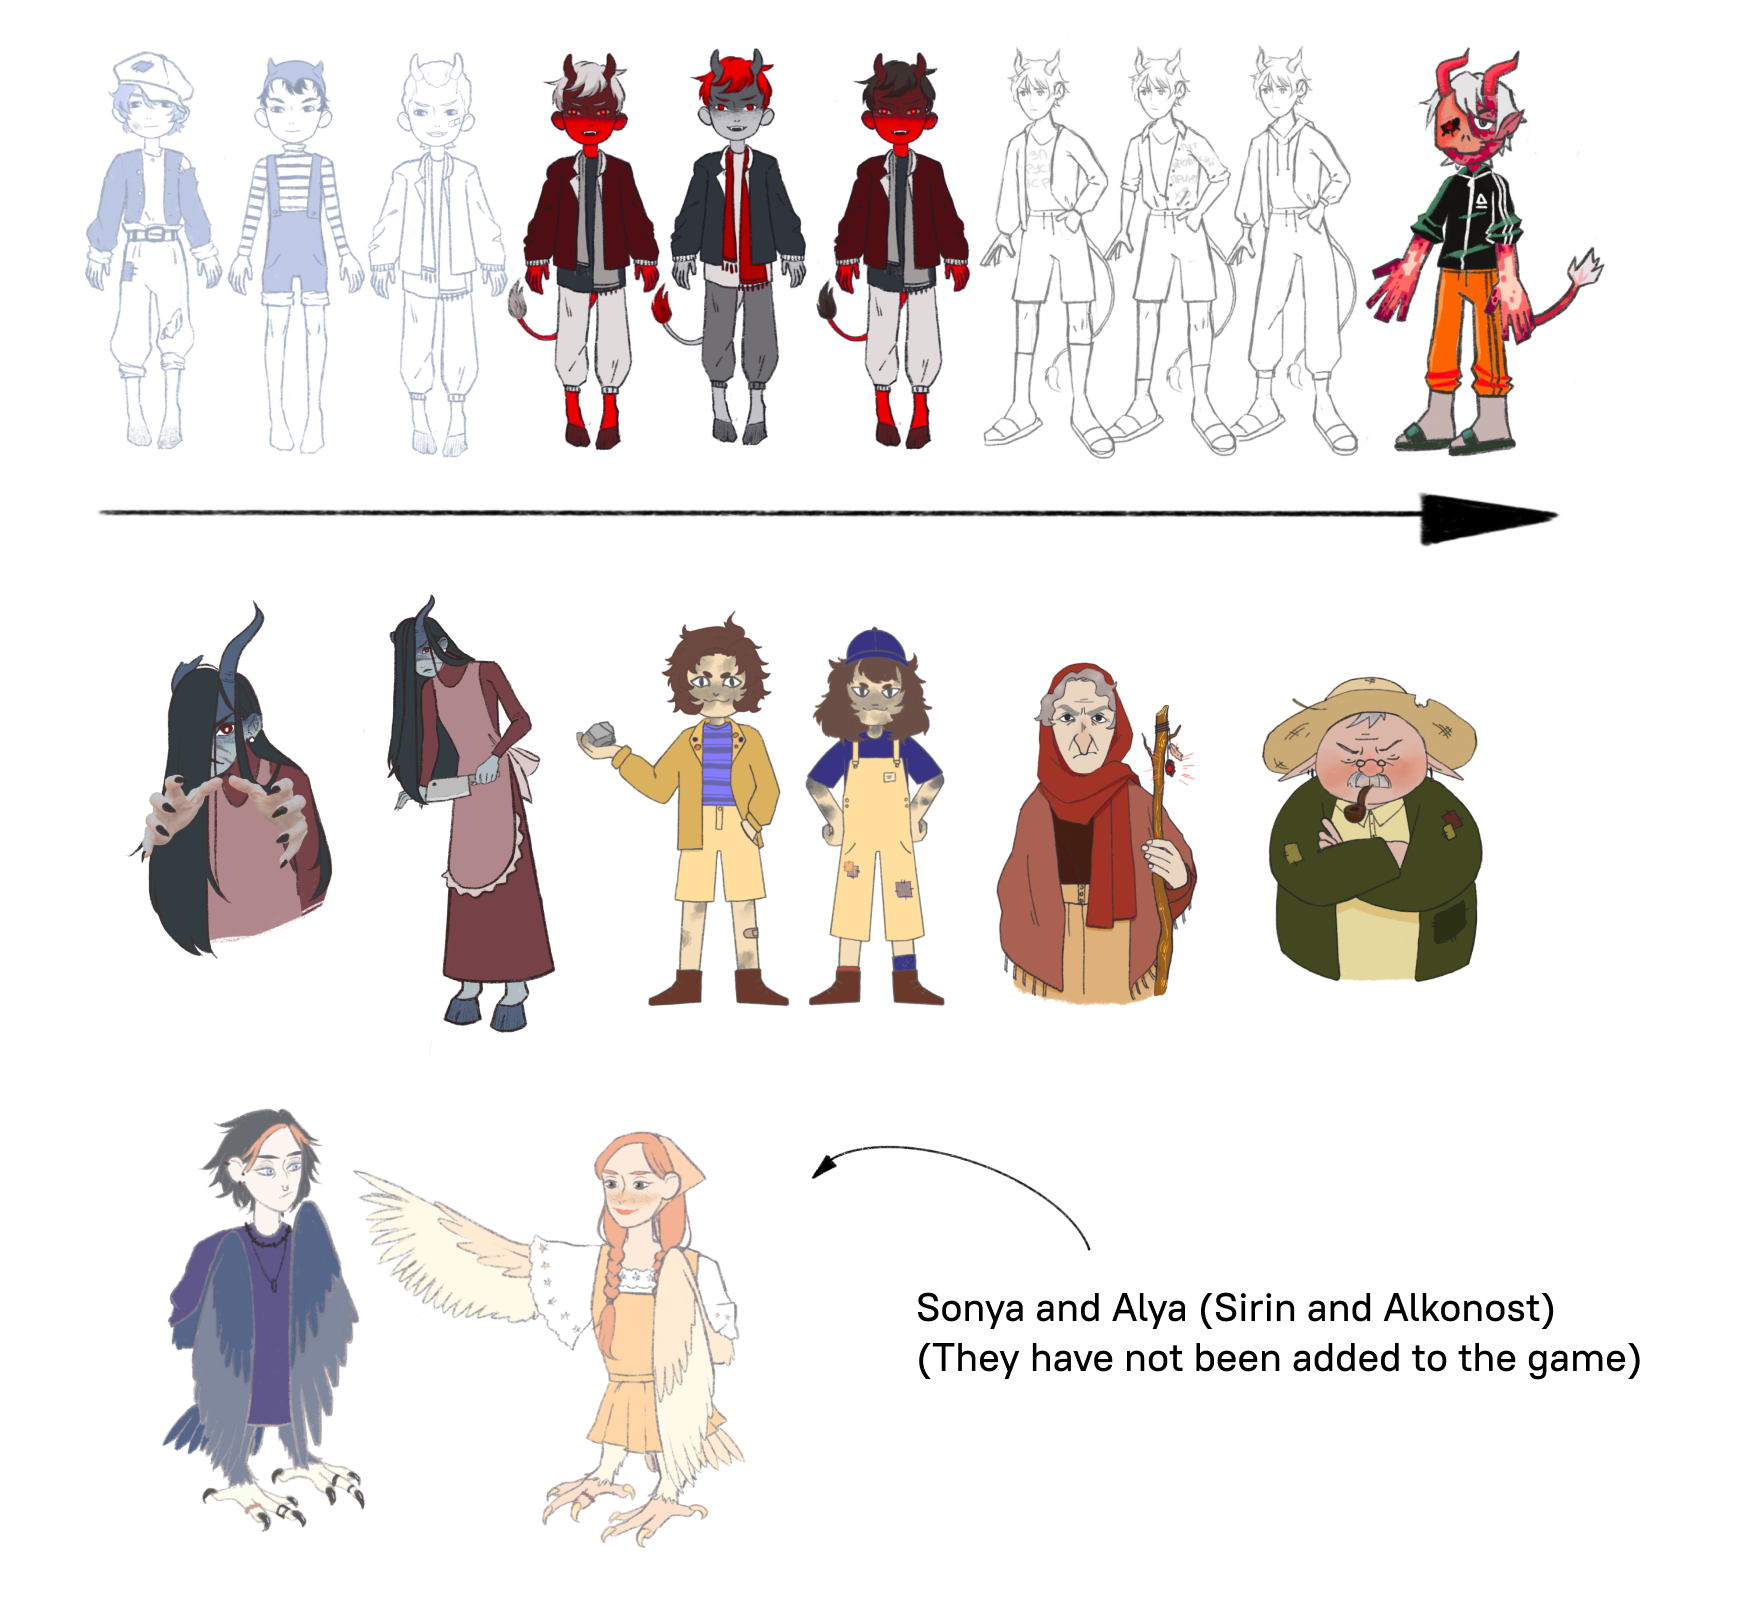 Sonya and Alya (Sirin and Alkonost)
(They have not been added to the game)